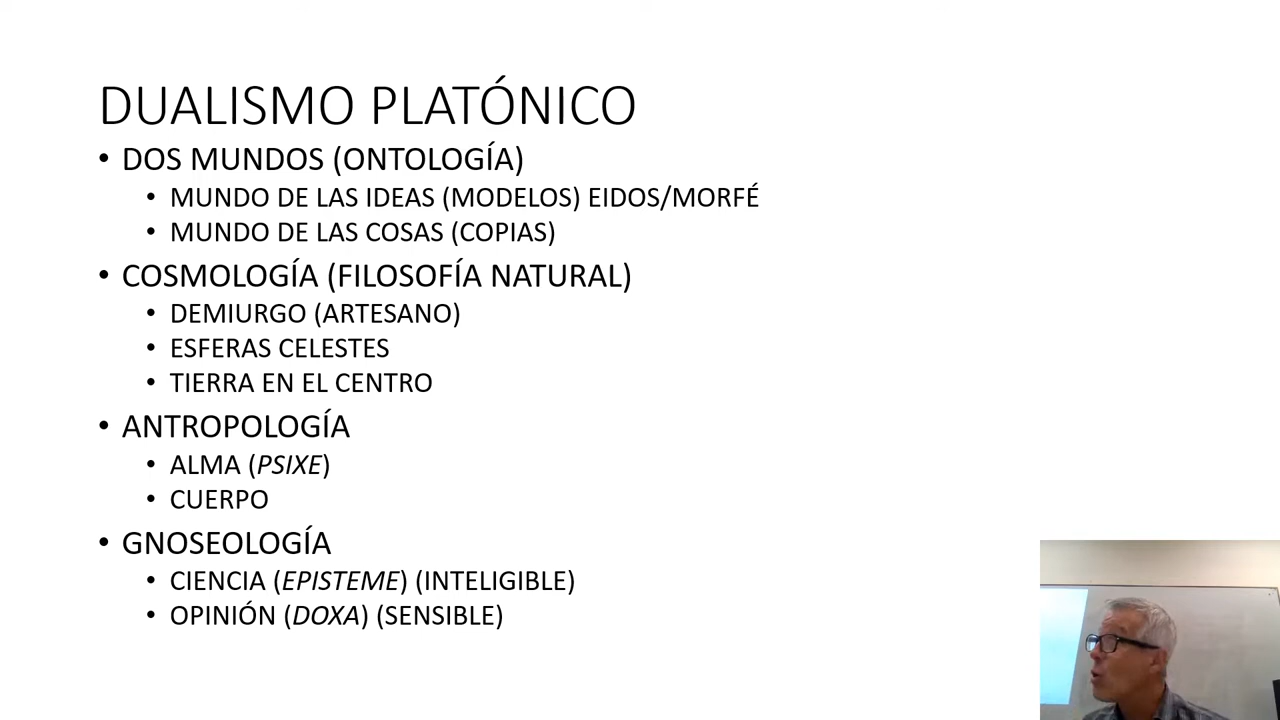 DUALISMO PLATÓNICO
• DOS MUNDOS (ONTOLOGÍA)
• MUNDO DE LAS IDEAS (MODELOS) EIDOS/MORFÉ
• MUNDO DE LAS COSAS (COPIAS)
• COSMOLOGÍA (FILOSOFÍA NATURAL)
• DEMIURGO (ARTESANO)
• ESFERAS CELESTES
• TIERRA EN EL CENTRO
• ANTROPOLOGÍA
• ALMA (PSIXE)
• CUERPO
• GNOSEOLOGÍA
• CIENCIA (EPISTEME) (INTELIGIBLE)
• OPINIÓN (DOXA) (SENSIBLE)